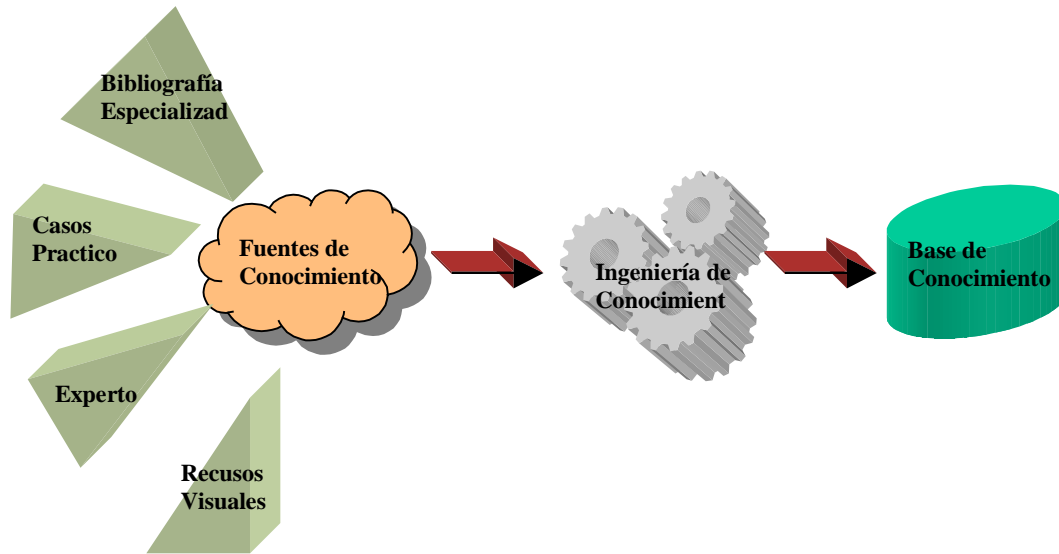 Bibliografía
Especializad
Casos
Practico
Experto
Recusos
Visuales
Fuentes de
Conocimiento
Ingeniería de
Conocimient
Base de
Conocimiento